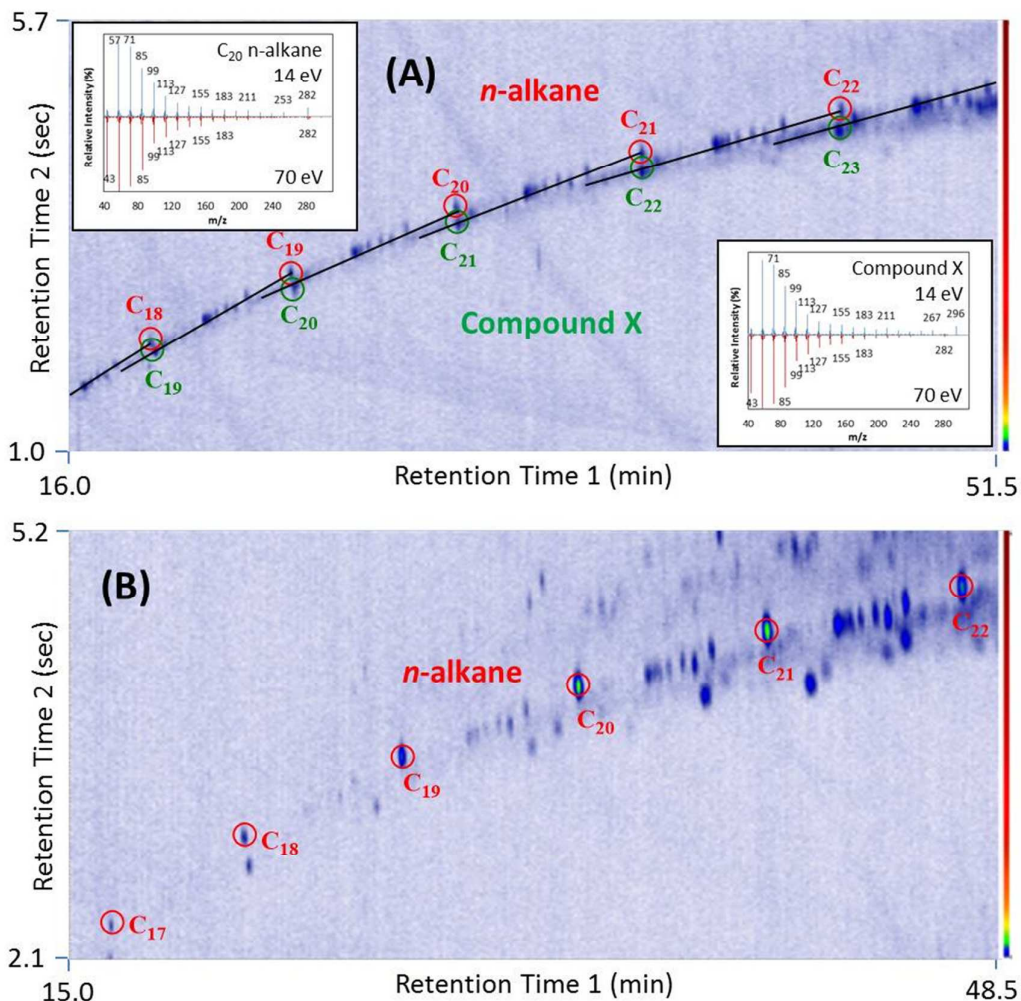 5.7
Retention Time 2 (sec)
1.0
16.0
Retention Time 1 (min)
51.5
(A)
n-alkane
Compound X
C18
C19
C20
C21
C22
C19
C20
C21
C22
C23
C20 n-alkane
14 eV
70 eV
Relative Intensity (%)
57 71
85
99
113
127 155 183 211 253 282
43 85
99
113
127 155 183 282
40 80 120 160 200 240 280
m/z
Compound X
14 eV
70 eV
Relative Intensity (%)
71
85
99
113
127 155 183 211 267 296
43 85
99
113
127 155 183 282
40 80 120 160 200 240 280
m/z
5.2
Retention Time 2 (sec)
2.1
15.0
Retention Time 1 (min)
48.5
(B)
n-alkane
C17
C18
C19
C20
C21
C22